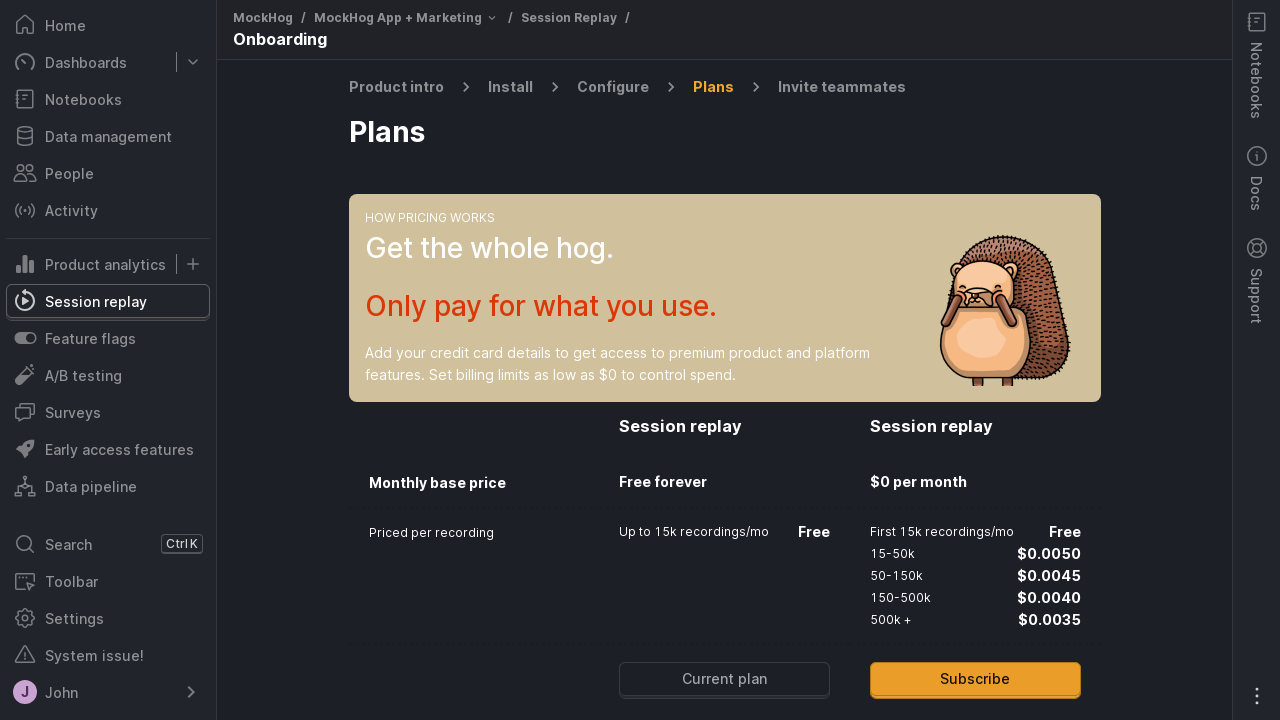 Home
Dashboards
Notebooks
Data management
People
Activity
Product analytics
Session replay
Feature flags
A/B testing
Surveys
Early access features
Data pipeline
Search Ctrl K
Toolbar
Settings
System issue!
J John
MockHog / MockHog App + Marketing / Session Replay /
Onboarding
Product intro Install Configure Plans Invite teammates
Plans
HOW PRICING WORKS
Get the whole hog.
Only pay for what you use.
Add your credit card details to get access to premium product and platform
features. Set billing limits as low as $0 to control spend.
Session replay Session replay
Monthly base price Free forever $0 per month
Priced per recording Up to 15k recordings/mo Free First 15k recordings/mo Free
15-50k $0.0050
50-150k $0.0045
150-500k $0.0040
500k + $0.0035
Current plan Subscribe
Notebooks
Docs
Support